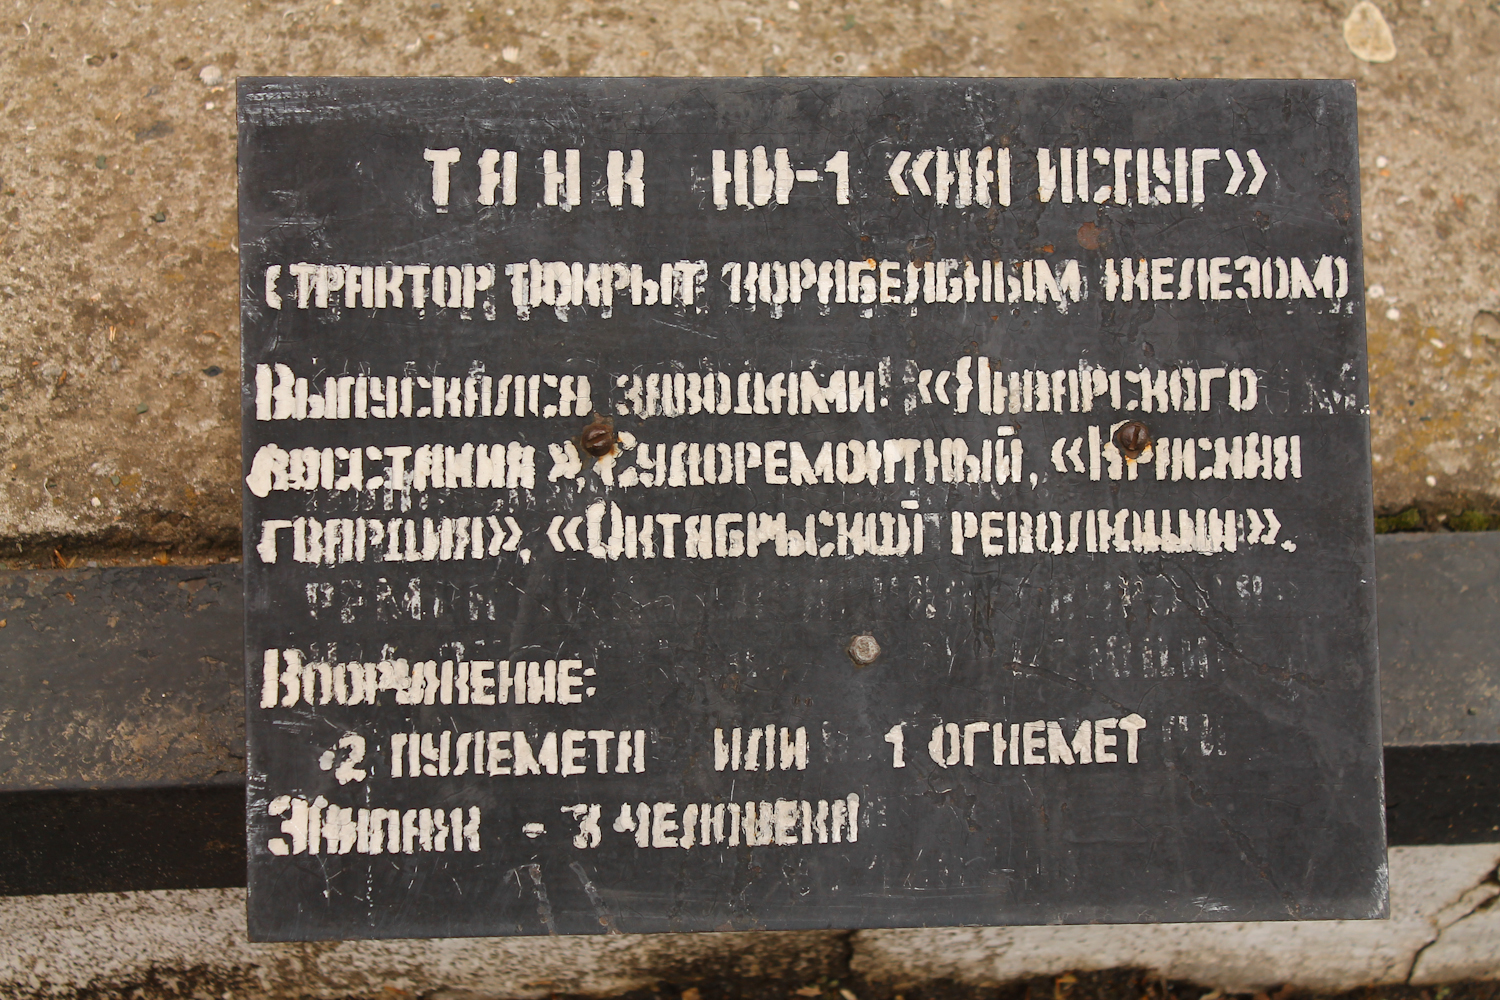 ТАНК НИ-1 «НА ИСПУГ»
(ТРАКТОР ПОКРЫТ КОРАБЕЛЬНЫМ ЖЕЛЕЗОМ)
Выпускался заводами: «Январского
восстания», Судоремонтный, «Красная
гвардия», «Октябрьской революции».
Вооружение:
2 пулемета или 1 огнемет
Экипаж - 3 человека